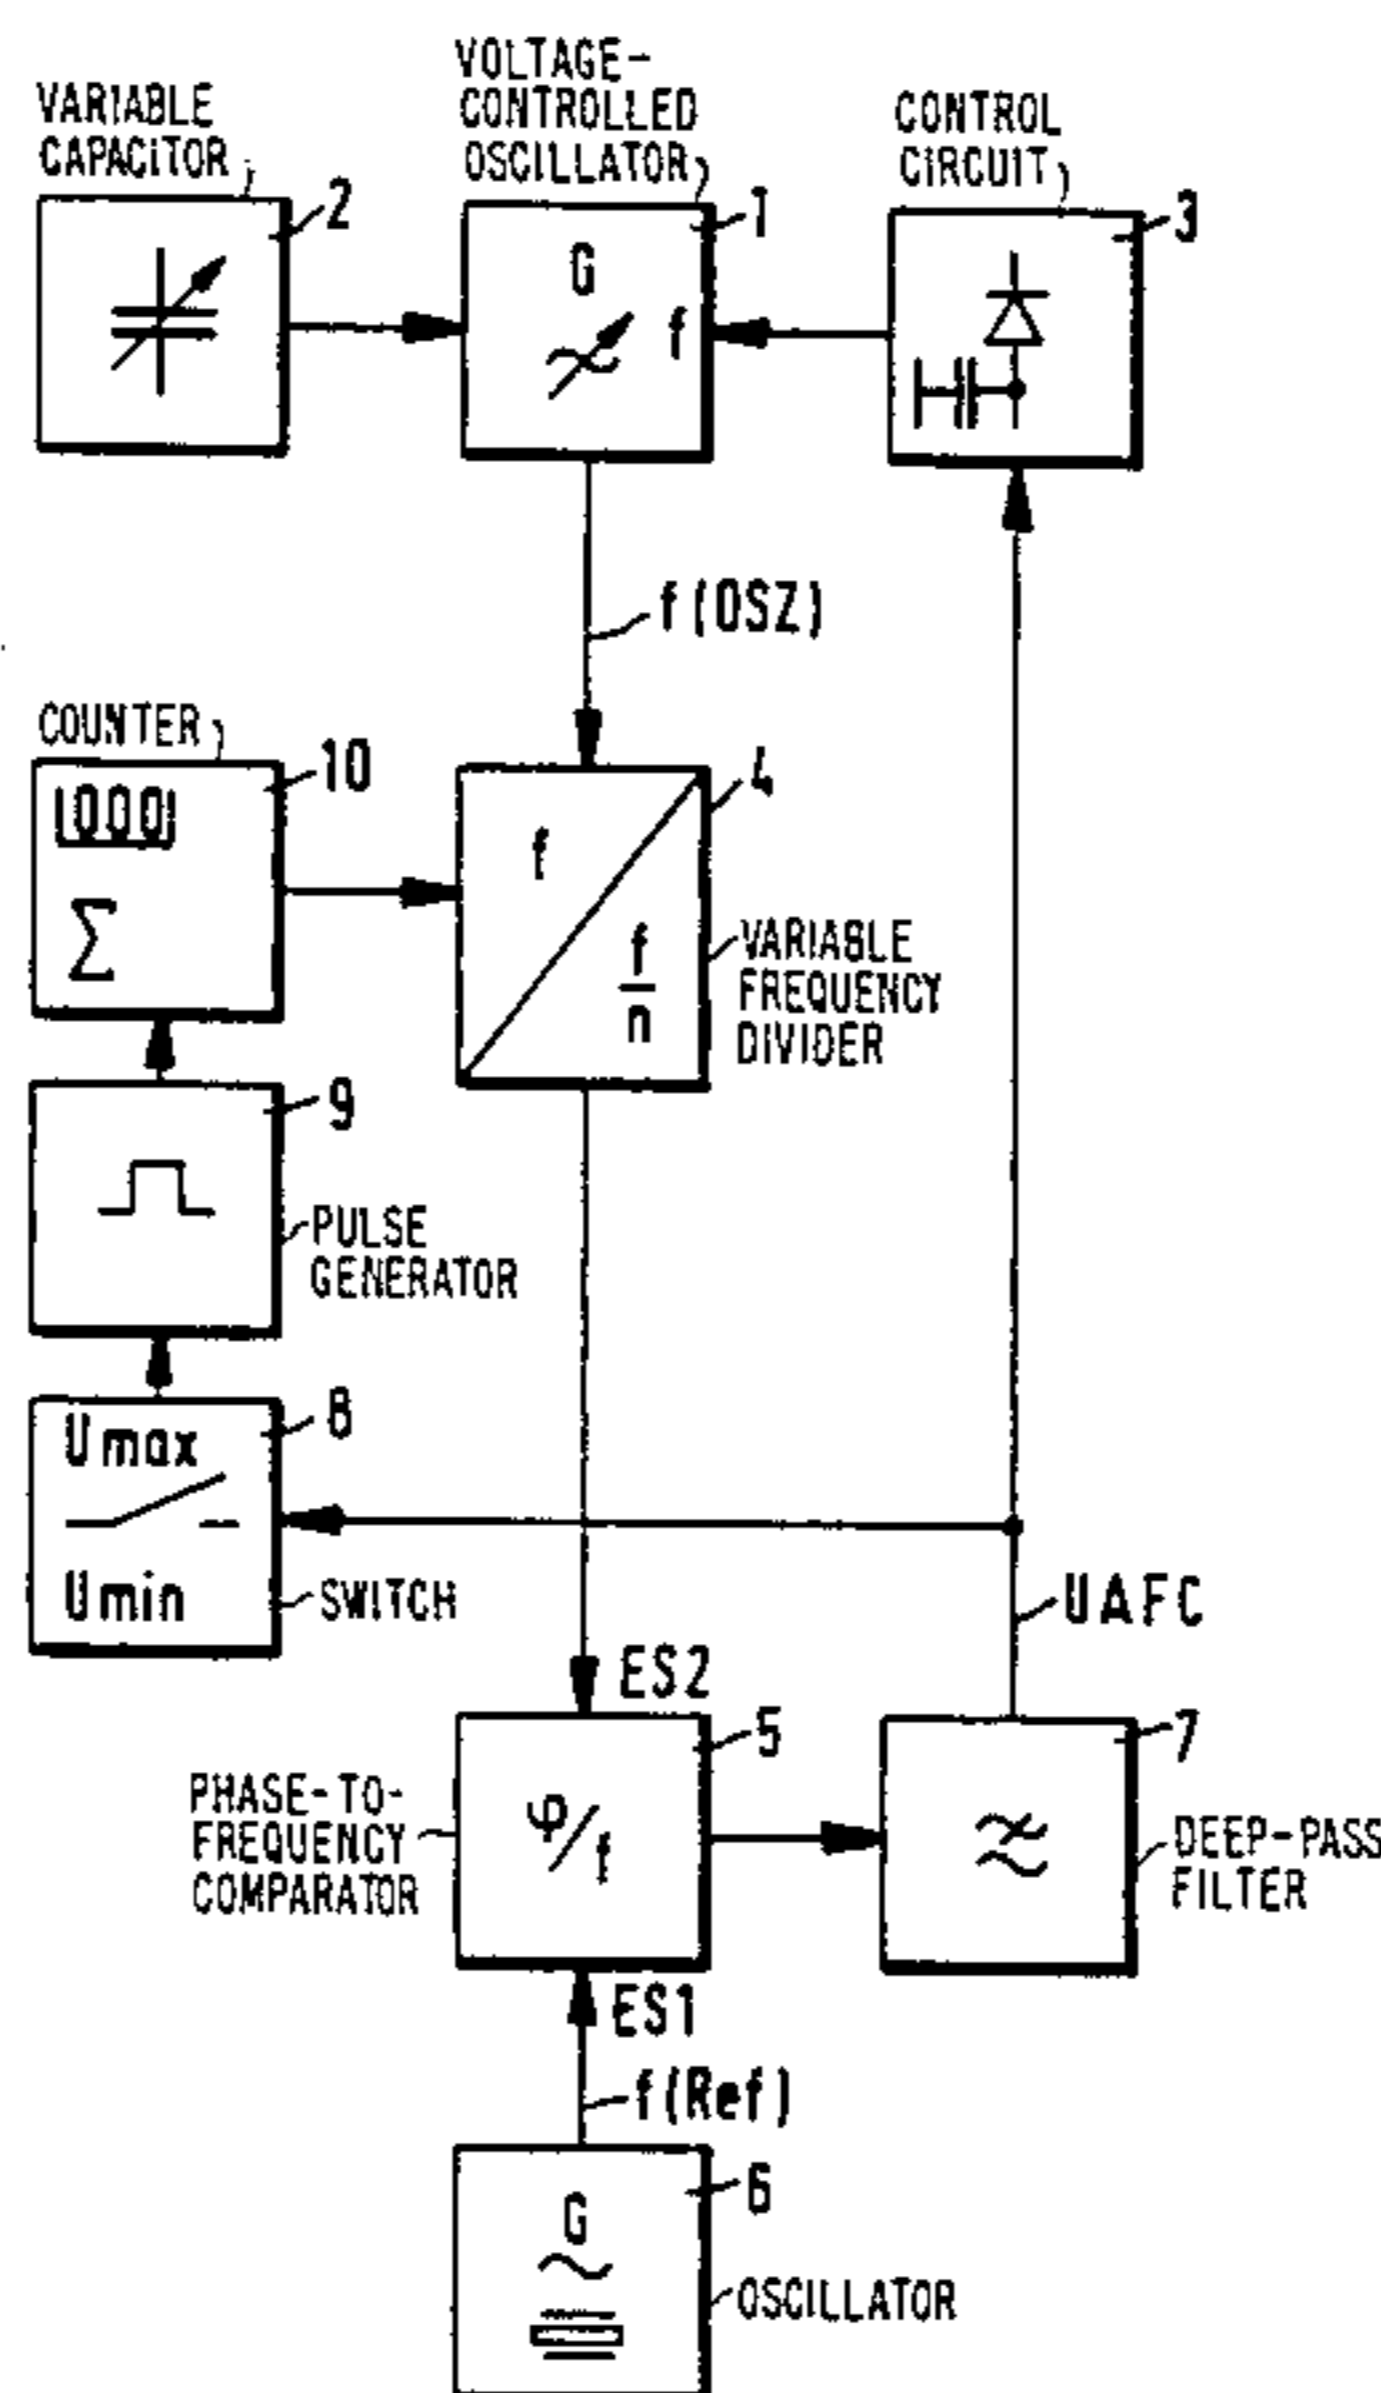 VARIABLE
CAPACITOR
2
VOLTAGE-
CONTROLLED
OSCILLATOR
1
G
f
CONTROL
CIRCUIT
3
f(OSZ)
COUNTER
10
000
Σ
4
f
f
n
VARIABLE
FREQUENCY
DIVIDER
9
PULSE
GENERATOR
8
Umax
Umin
SWITCH
UAFC
ES2
5
PHASE-TO-
FREQUENCY
COMPARATOR
φ/f
7
DEEP-PASS
FILTER
ES1
f(Ref)
6
G
OSCILLATOR